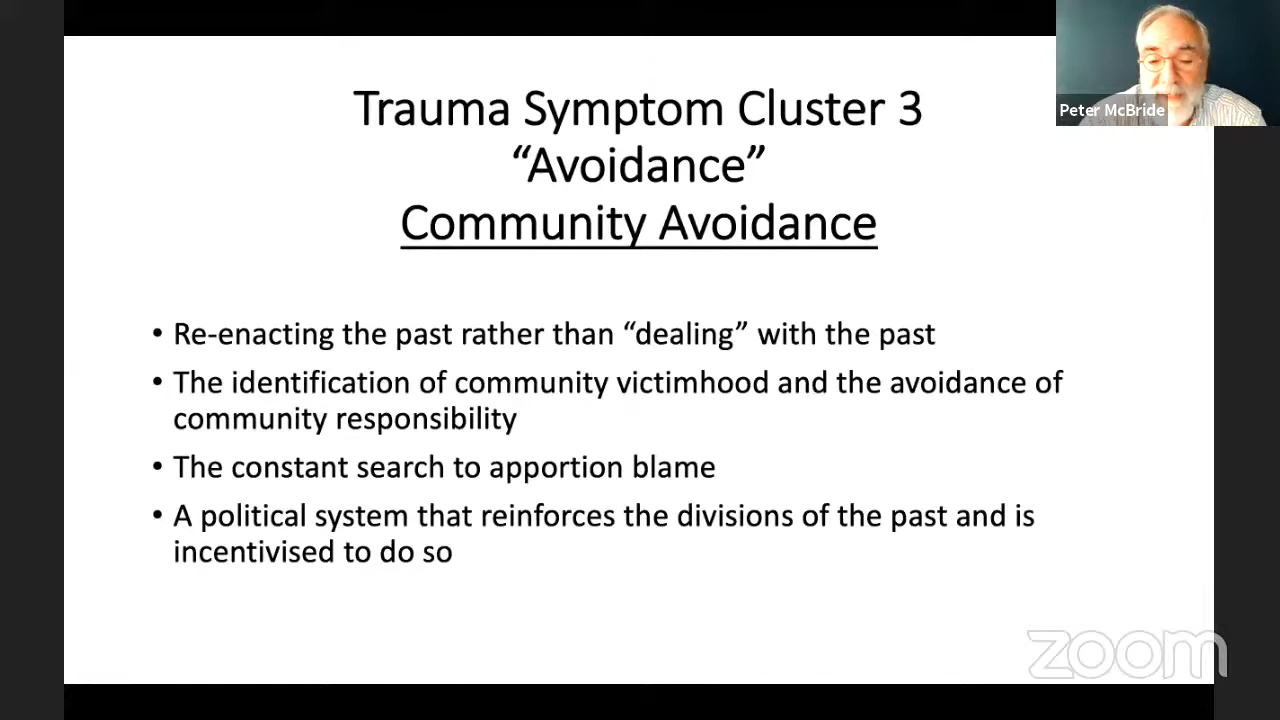 Trauma Symptom Cluster 3
“Avoidance”
Community Avoidance
• Re-enacting the past rather than “dealing” with the past
• The identification of community victimhood and the avoidance of
community responsibility
• The constant search to apportion blame
• A political system that reinforces the divisions of the past and is
incentivised to do so
Peter McBride
zoom